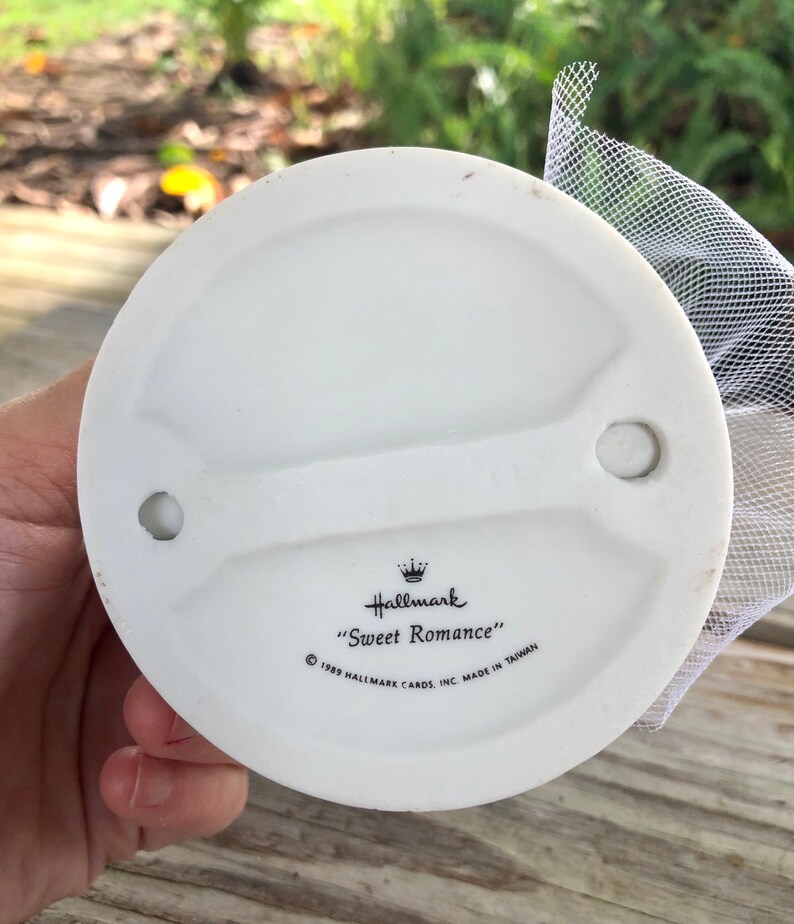 Hallmark
"Sweet Romance"
© 1989 HALLMARK CARDS, INC. MADE IN TAIWAN